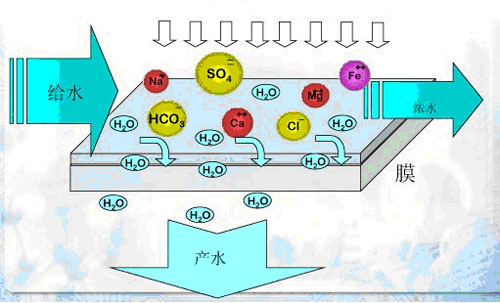 给水
Na+
SO4=
H2O
Mg++
Fe++
浓水
HCO3-
H2O
H2O
Ca++
Cl-
H2O
H2O
H2O
H2O
膜
H2O
H2O
H2O
产水